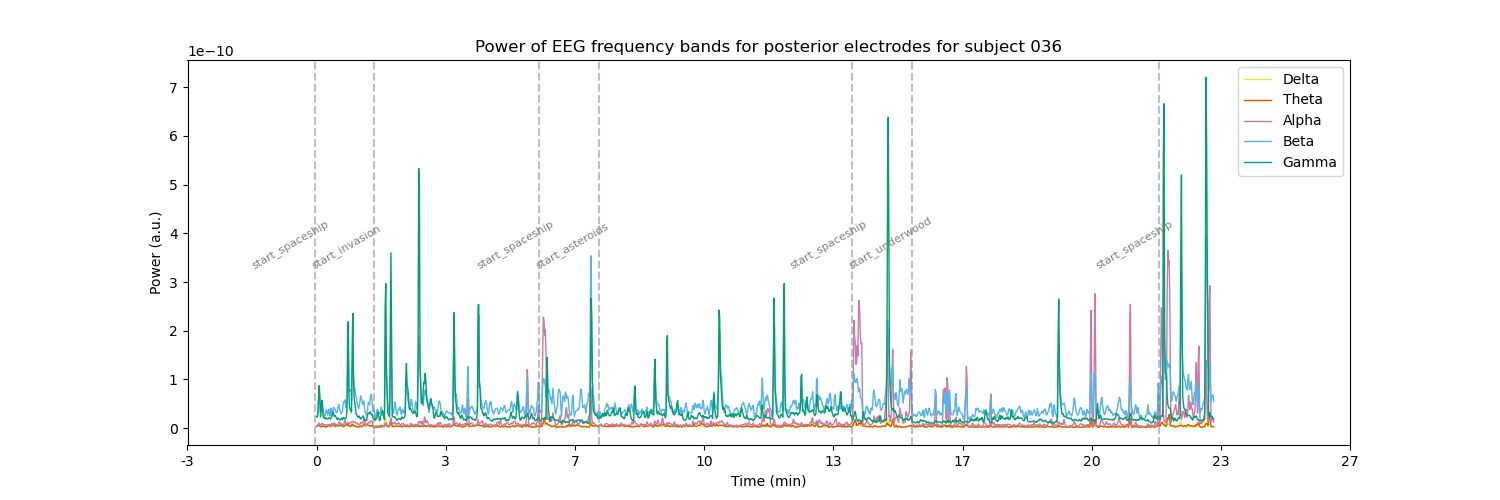 Power of EEG frequency bands for posterior electrodes for subject 036
1e−10
Delta
Theta
Alpha
Beta
Gamma
7
6
5
4
3
2
1
0
Power (a.u.)
start_spaceship
start_invasion
start_spaceship
start_asteroids
start_spaceship
start_underwood
start_spaceship
-3
0
3
7
10
13
17
20
23
27
Time (min)